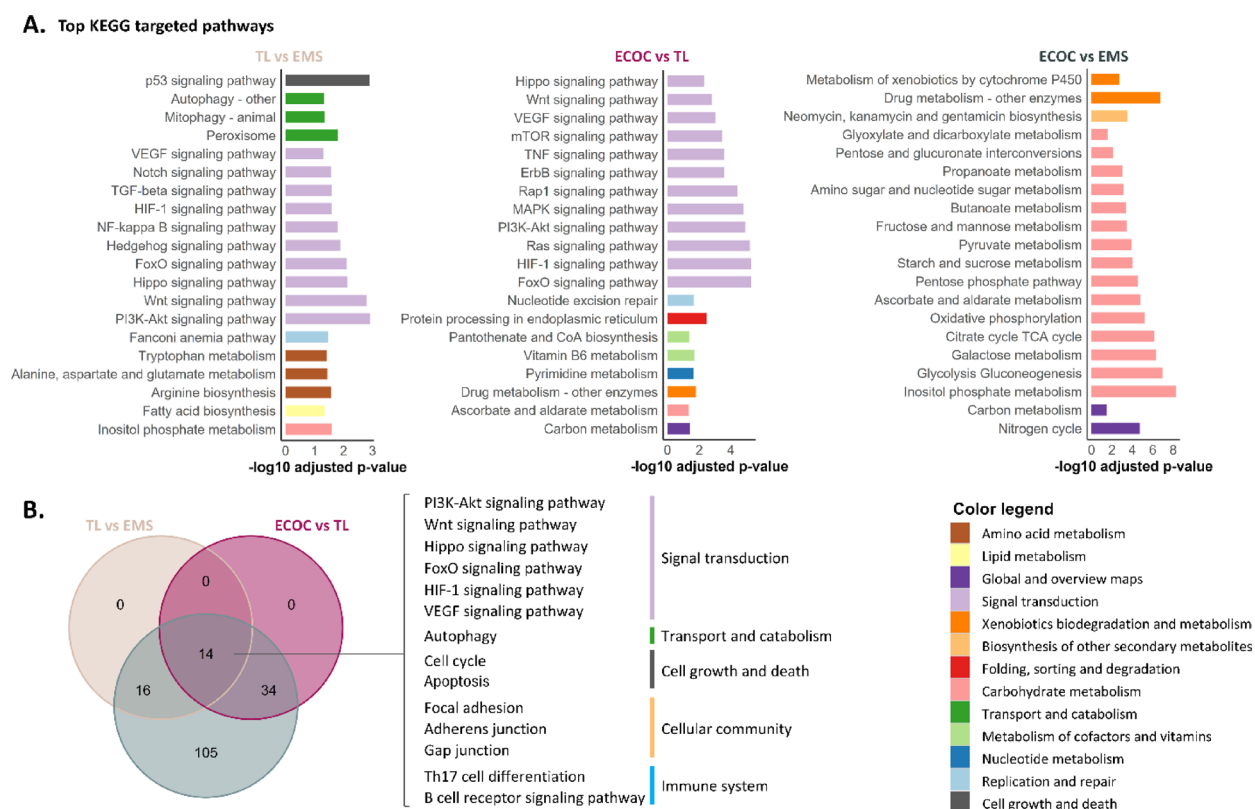 A. Top KEGG targeted pathways
TL vs EMS
p53 signaling pathway
Autophagy - other
Mitophagy - animal
Peroxisome
VEGF signaling pathway
Notch signaling pathway
TGF-beta signaling pathway
HIF-1 signaling pathway
NF-kappa B signaling pathway
Hedgehog signaling pathway
FoxO signaling pathway
Hippo signaling pathway
Wnt signaling pathway
PI3K-Akt signaling pathway
Fanconi anemia pathway
Tryptophan metabolism
Alanine, aspartate and glutamate metabolism
Arginine biosynthesis
Fatty acid biosynthesis
Inositol phosphate metabolism
0 1 2 3
-log10 adjusted p-value
ECOC vs TL
Hippo signaling pathway
Wnt signaling pathway
VEGF signaling pathway
mTOR signaling pathway
TNF signaling pathway
ErbB signaling pathway
Rap1 signaling pathway
MAPK signaling pathway
PI3K-Akt signaling pathway
Ras signaling pathway
HIF-1 signaling pathway
FoxO signaling pathway
Nucleotide excision repair
Protein processing in endoplasmic reticulum
Pantothenate and CoA biosynthesis
Vitamin B6 metabolism
Pyrimidine metabolism
Drug metabolism - other enzymes
Ascorbate and aldarate metabolism
Carbon metabolism
0 2 4
-log10 adjusted p-value
ECOC vs EMS
Metabolism of xenobiotics by cytochrome P450
Drug metabolism - other enzymes
Neomycin, kanamycin and gentamicin biosynthesis
Glyoxylate and dicarboxylate metabolism
Pentose and glucuronate interconversions
Propanoate metabolism
Amino sugar and nucleotide sugar metabolism
Butanoate metabolism
Fructose and mannose metabolism
Pyruvate metabolism
Starch and sucrose metabolism
Pentose phosphate pathway
Ascorbate and aldarate metabolism
Oxidative phosphorylation
Citrate cycle TCA cycle
Galactose metabolism
Glycolysis Gluconeogenesis
Inositol phosphate metabolism
Carbon metabolism
Nitrogen cycle
0 2 4 6 8
-log10 adjusted p-value
B.
TL vs EMS
ECOC vs TL
0
0
0
14
16
34
105
PI3K-Akt signaling pathway
Wnt signaling pathway
Hippo signaling pathway
FoxO signaling pathway
HIF-1 signaling pathway
VEGF signaling pathway
Signal transduction
Autophagy
Transport and catabolism
Cell cycle
Apoptosis
Cell growth and death
Focal adhesion
Adherens junction
Gap junction
Cellular community
Th17 cell differentiation
B cell receptor signaling pathway
Immune system
Color legend
Amino acid metabolism
Lipid metabolism
Global and overview maps
Signal transduction
Xenobiotics biodegradation and metabolism
Biosynthesis of other secondary metabolites
Folding, sorting and degradation
Carbohydrate metabolism
Transport and catabolism
Metabolism of cofactors and vitamins
Nucleotide metabolism
Replication and repair
Cell growth and death